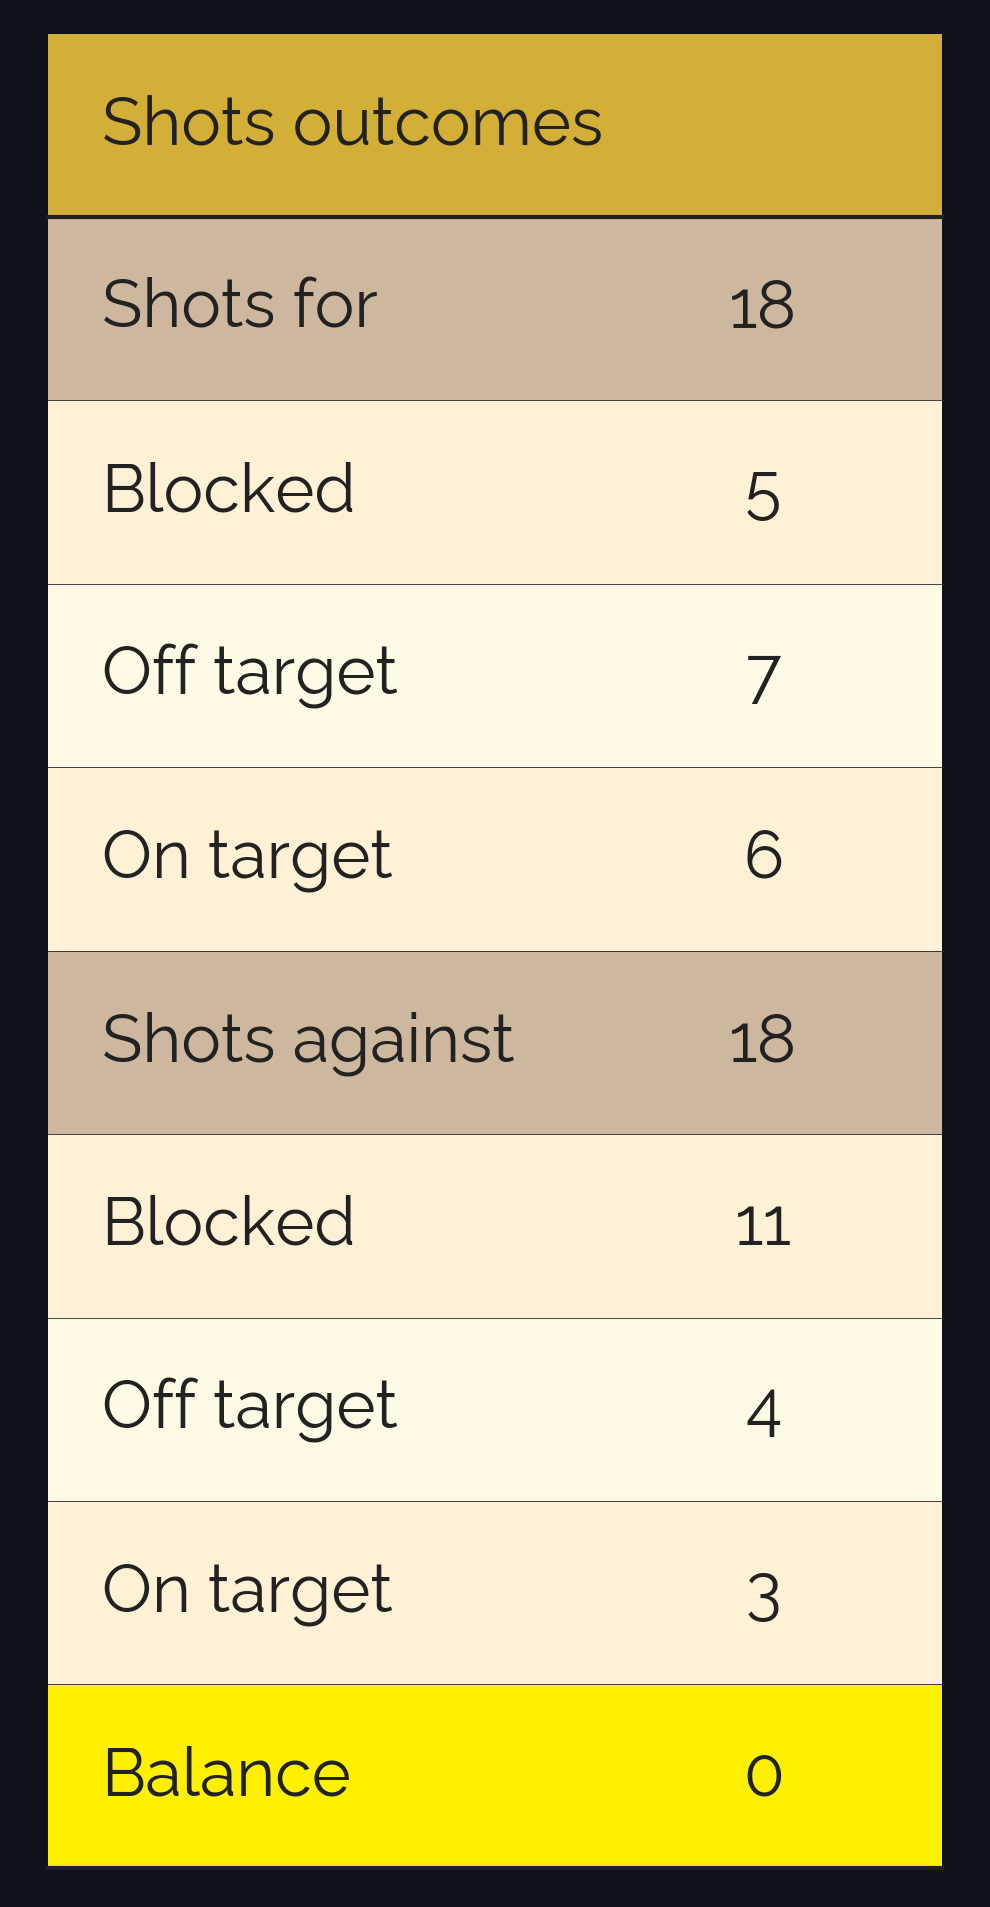 Shots outcomes
Shots for 18
Blocked 5
Off target 7
On target 6
Shots against 18
Blocked 11
Off target 4
On target 3
Balance 0